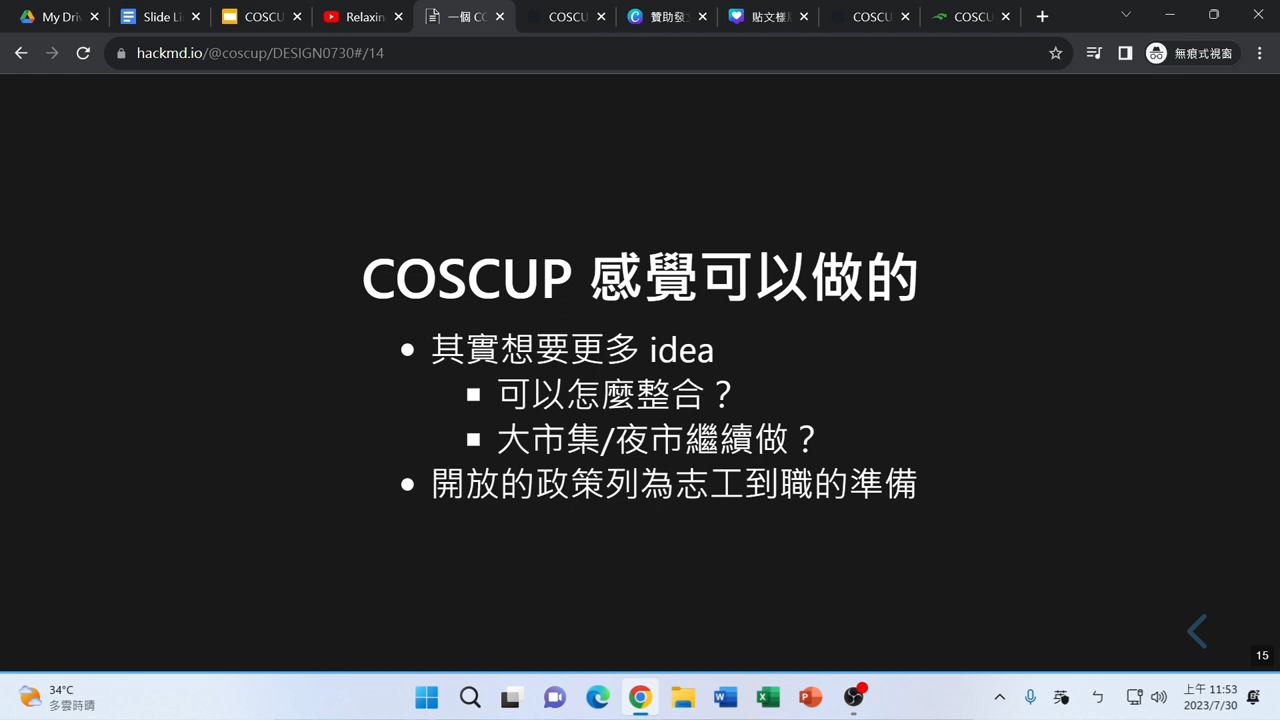 My Driv
Slide Li
COSCU
Relaxin
一個 CO
COSCU
贊助發文
貼文樣板
COSCU
COSCU
hackmd.io/@coscup/DESIGN0730#/14
無痕式視窗
COSCUP 感覺可以做的
其實想要更多 idea
可以怎麼整合？
大市集/夜市繼續做？
開放的政策列為志工到職的準備
15
34°C
多雲時晴
英
上午 11:53
2023/7/30